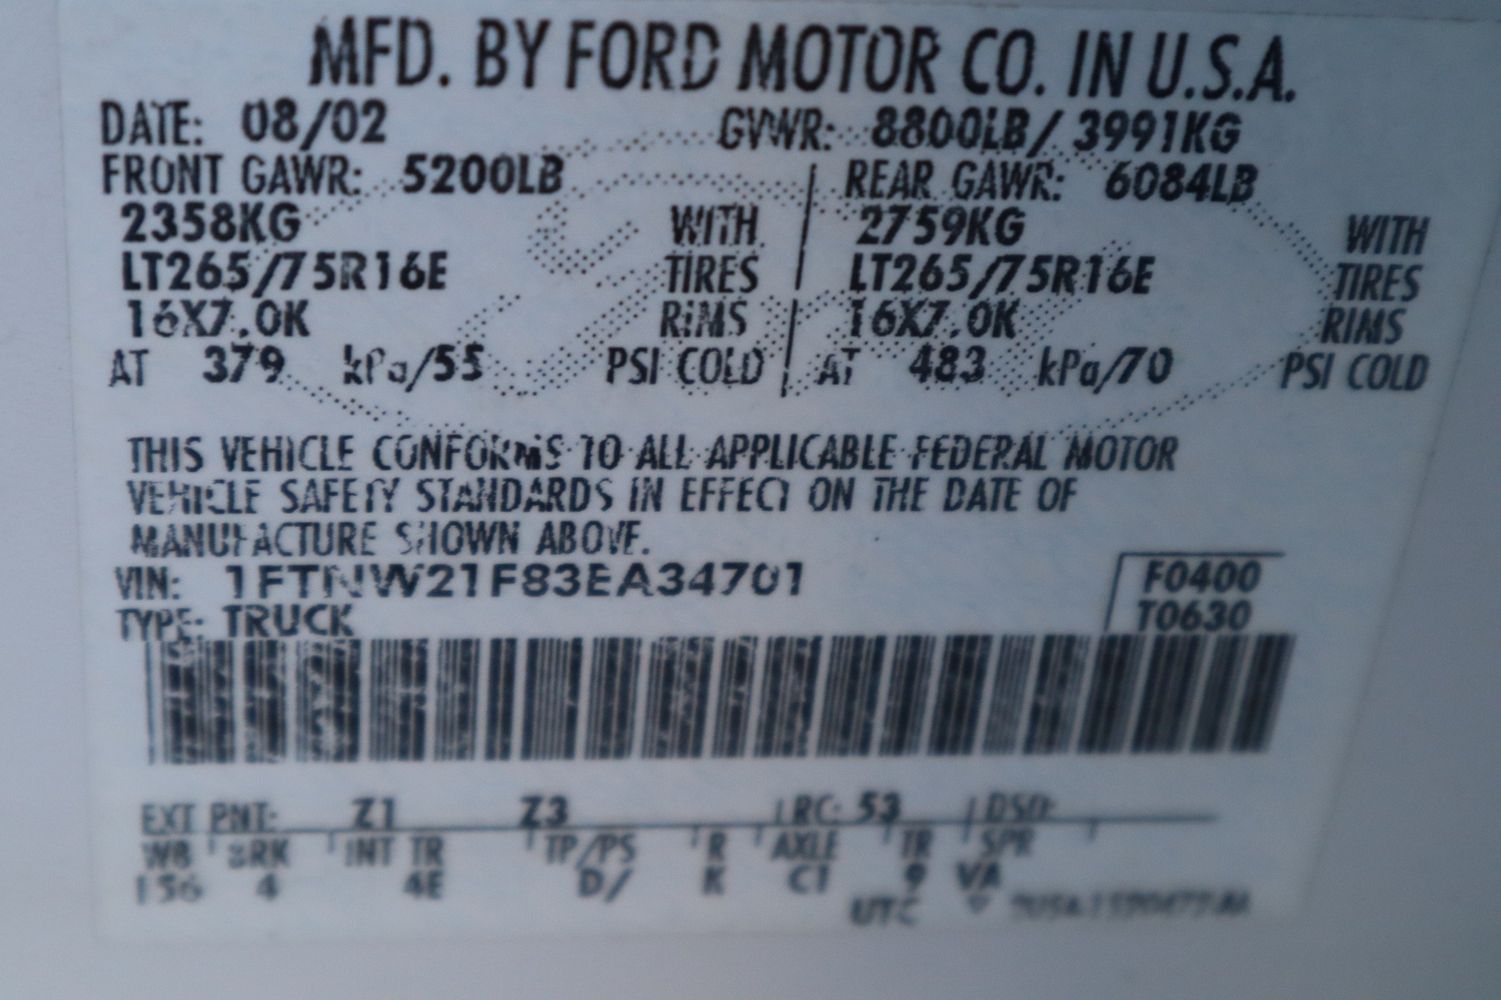 MFD. BY FORD MOTOR CO. IN U.S.A.
DATE: 08/02 GVWR: 8800LB/ 3991KG
FRONT GAWR: 5200LB REAR GAWR: 6084LB
2358KG WITH 2759KG WITH
LT265/75R16E TIRES LT265/75R16E TIRES
16X7.0K RIMS 16X7.0K RIMS
AT 379 kPa/55 PSI COLD AT 483 kPa/70 PSI COLD
THIS VEHICLE CONFORMS TO ALL APPLICABLE FEDERAL MOTOR
VEHICLE SAFETY STANDARDS IN EFFECT ON THE DATE OF
MANUFACTURE SHOWN ABOVE.
VIN: 1FTNW21F83EA34701
F0400
TYPE: TRUCK T0630
EXT PNT: Z1 Z3 RC: 53 DSO:
WB BRK INT TR TP/PS R AXLE TR SPR
156 4 4E D/ K C1 9 VA
UTC